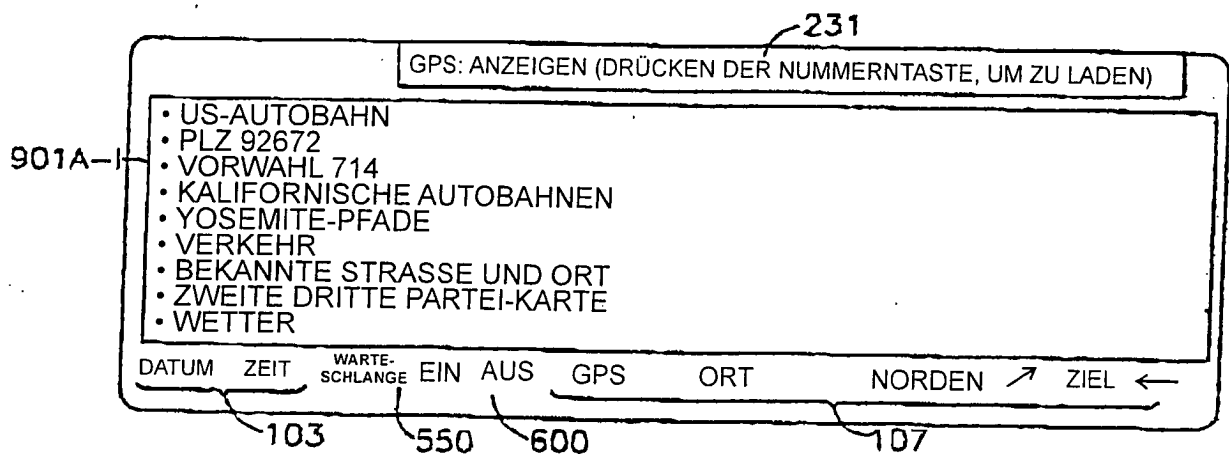 231
GPS: ANZEIGEN (DRÜCKEN DER NUMMERNTASTE, UM ZU LADEN)
901A-I
• US-AUTOBAHN
• PLZ 92672
• VORWAHL 714
• KALIFORNISCHE AUTOBAHNEN
• YOSEMITE-PFADE
• VERKEHR
• BEKANNTE STRASSE UND ORT
• ZWEITE DRITTE PARTEI-KARTE
• WETTER
DATUM ZEIT WARTE-
SCHLANGE EIN AUS GPS ORT NORDEN ↗ ZIEL ←
103 550 600 107